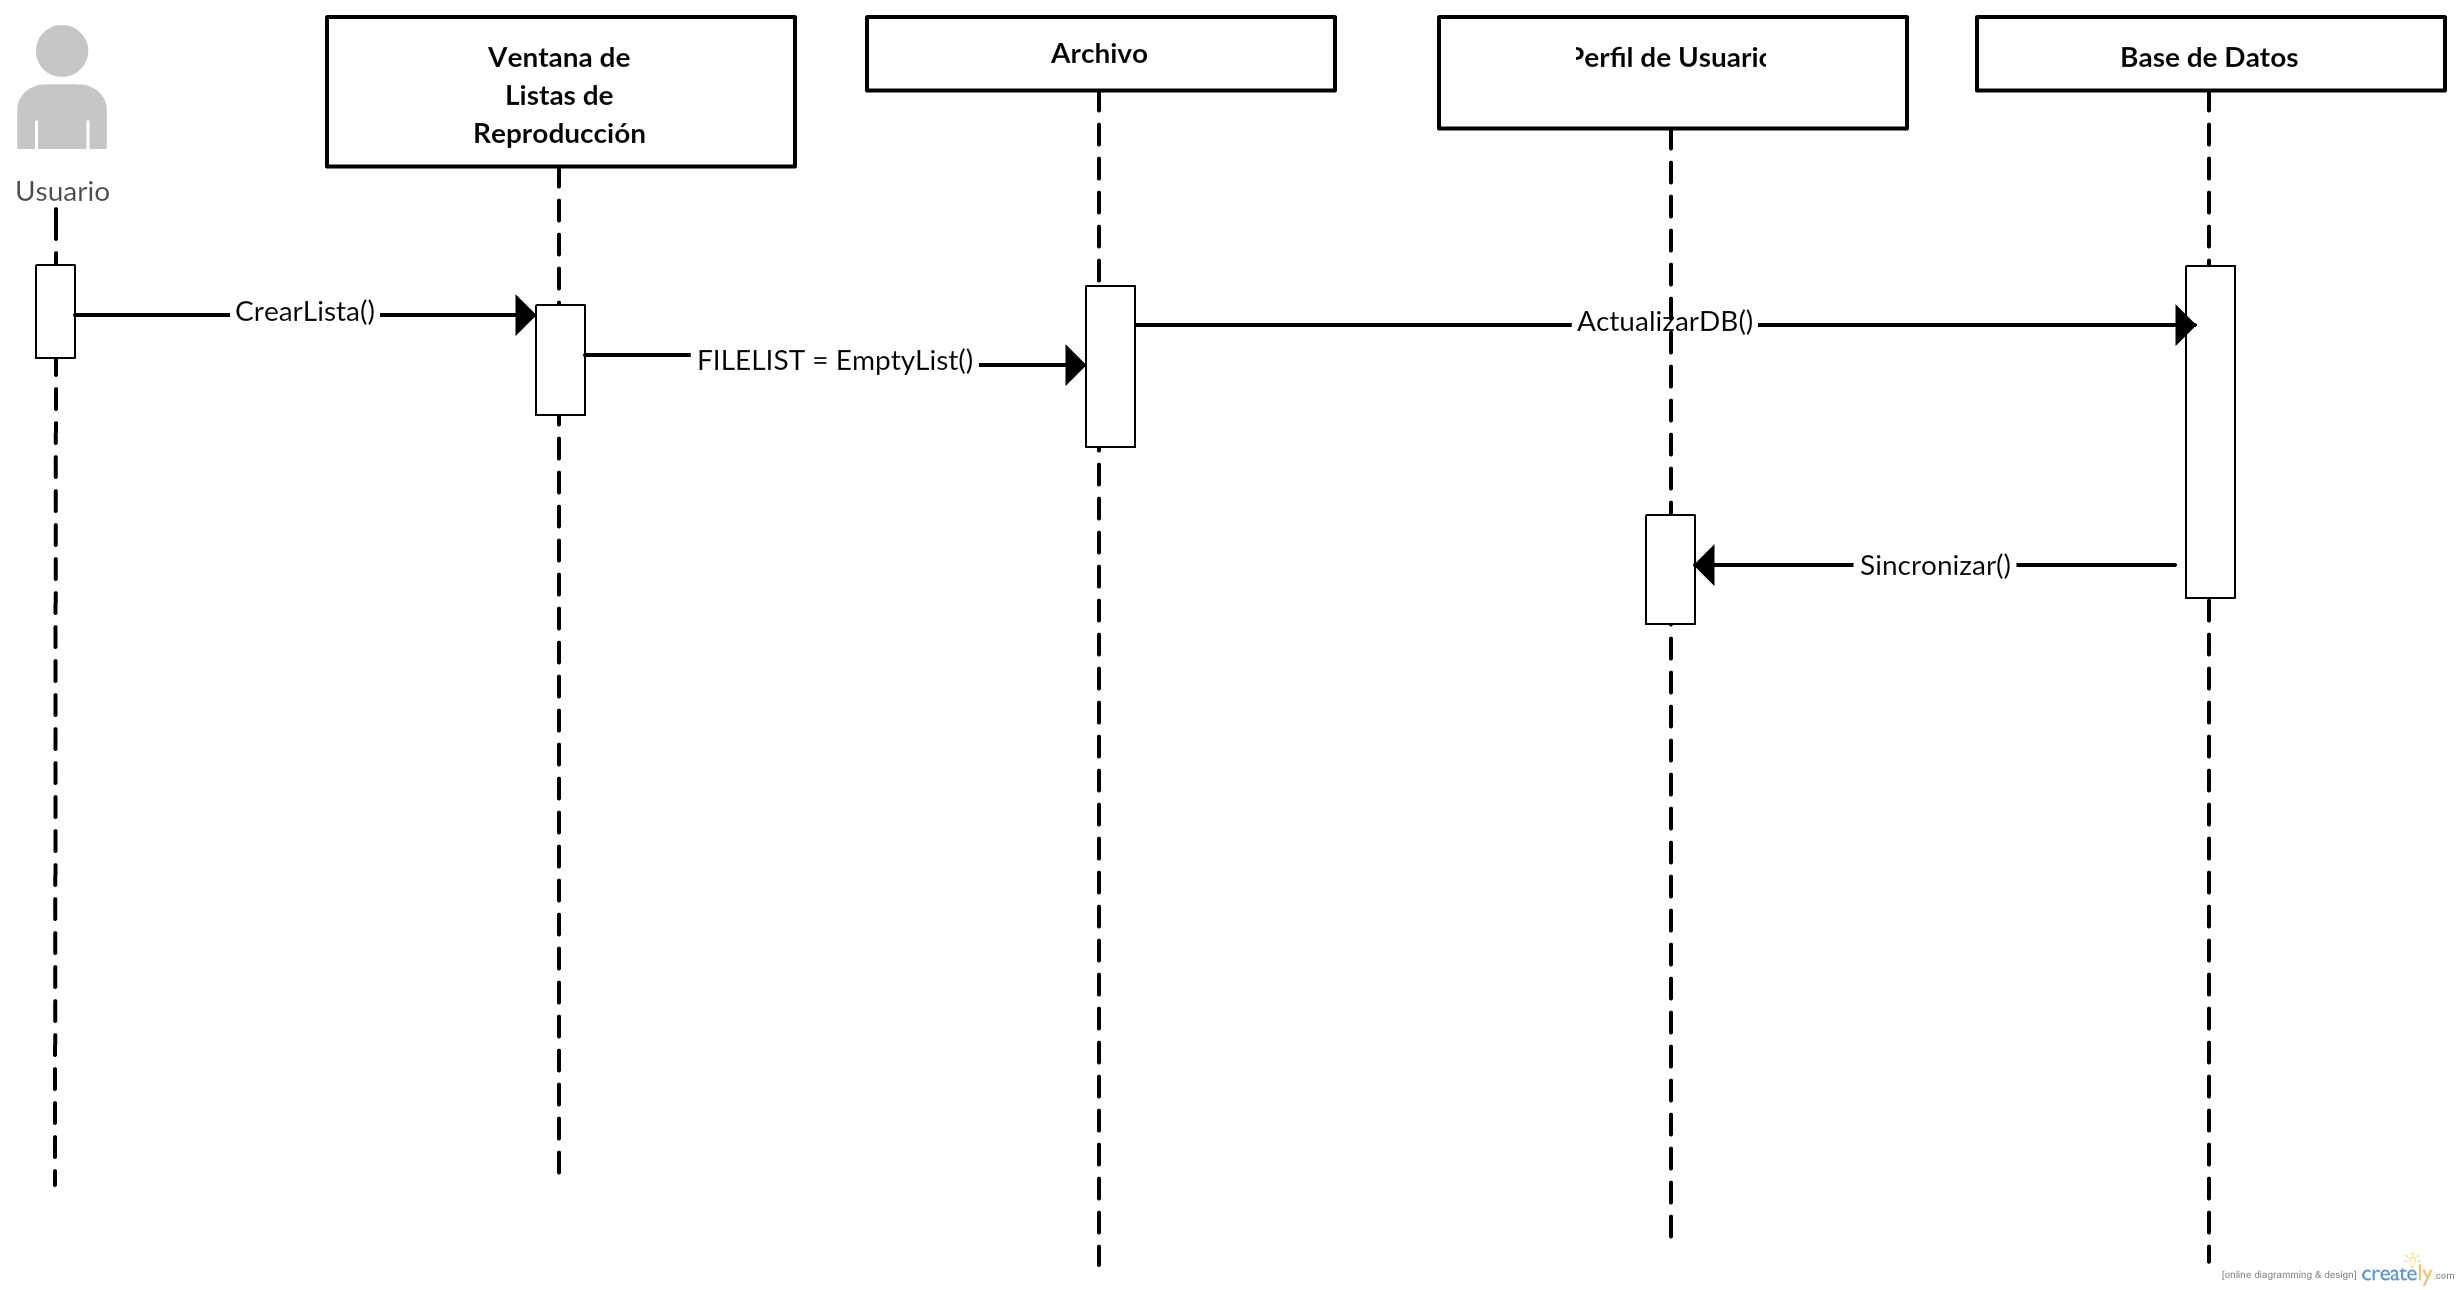 Ventana de
Listas de
Reproducción
Archivo
Perfil de Usuario
Base de Datos
Usuario
CrearLista()
FILELIST = EmptyList()
ActualizarDB()
Sincronizar()
[online diagramming & design] creately.com